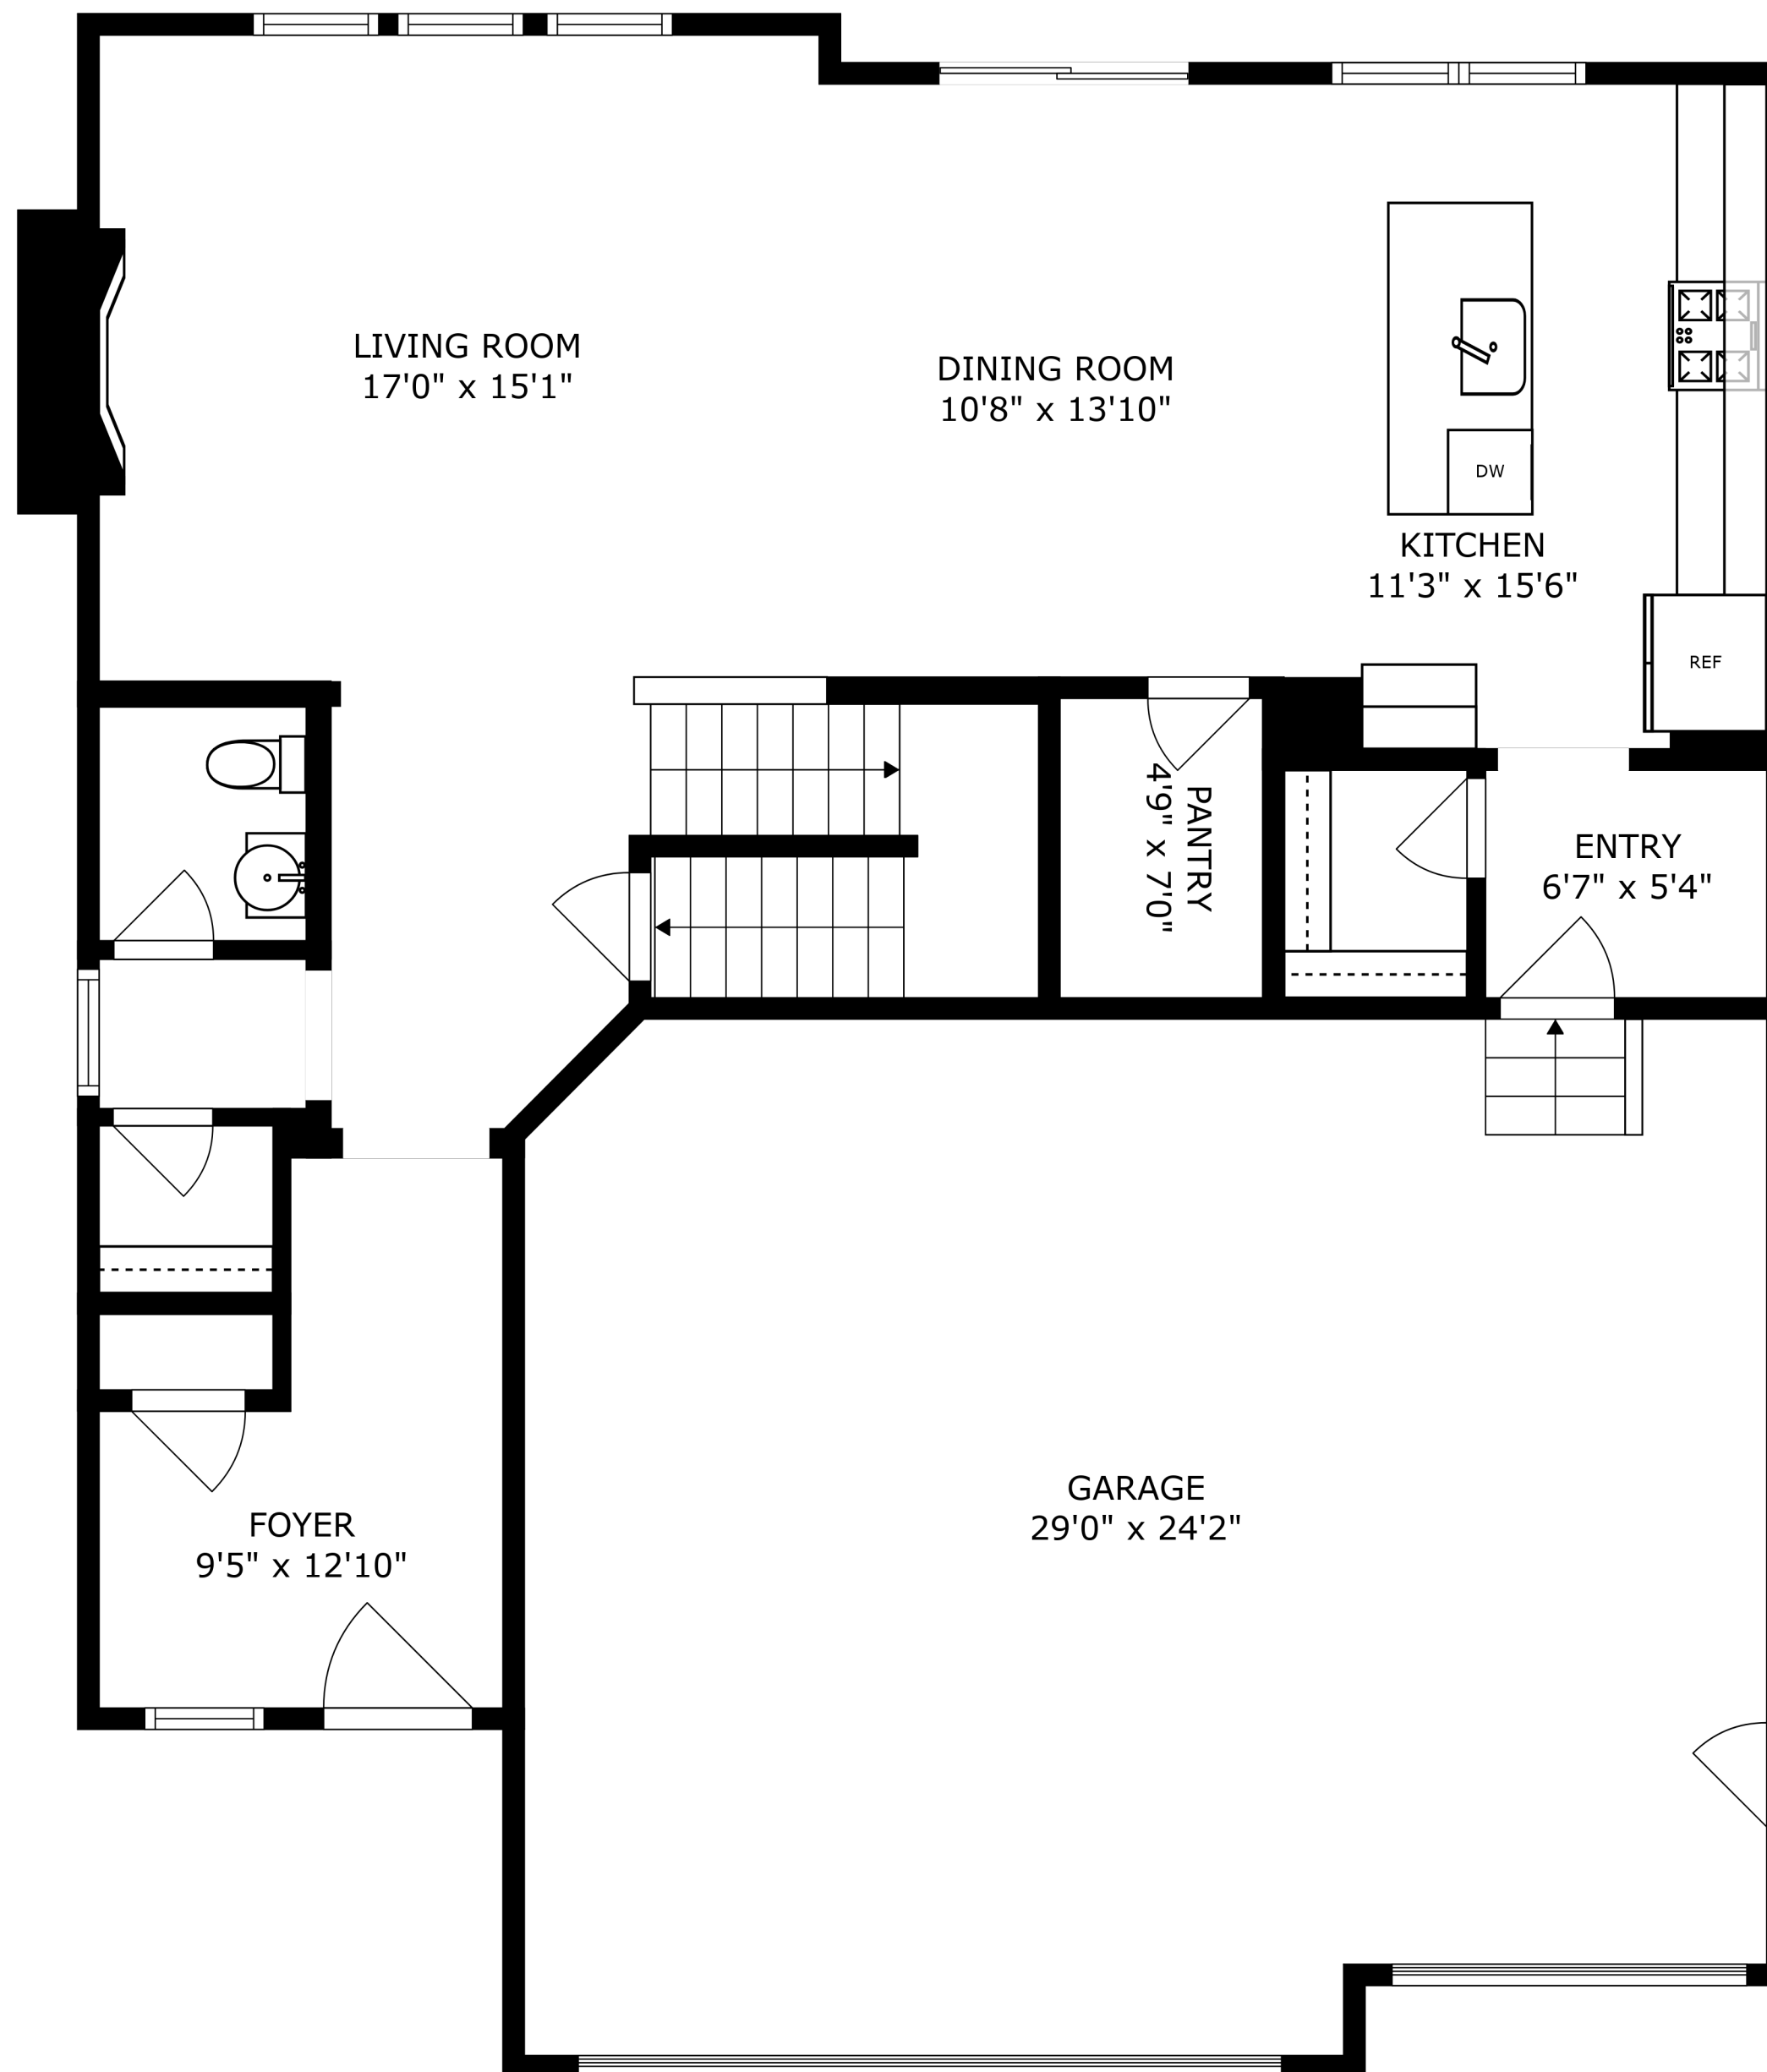 LIVING ROOM
17'0" x 15'1"
DINING ROOM
10'8" x 13'10"
DW
KITCHEN
11'3" x 15'6"
REF
PANTRY
4'9" x 7'0"
ENTRY
6'7" x 5'4"
GARAGE
29'0" x 24'2"
FOYER
9'5" x 12'10"